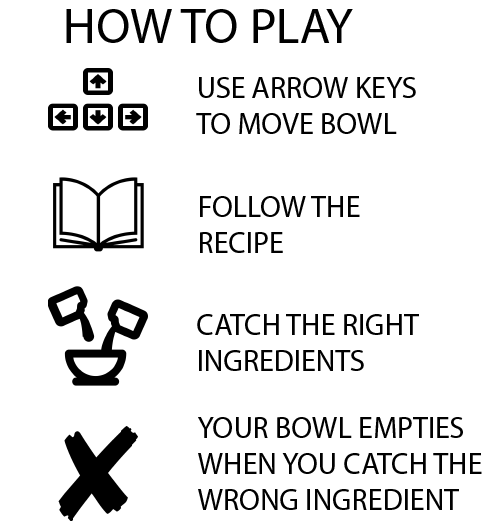 HOW TO PLAY
USE ARROW KEYS
TO MOVE BOWL
FOLLOW THE
RECIPE
CATCH THE RIGHT
INGREDIENTS
YOUR BOWL EMPTIES
WHEN YOU CATCH THE
WRONG INGREDIENT